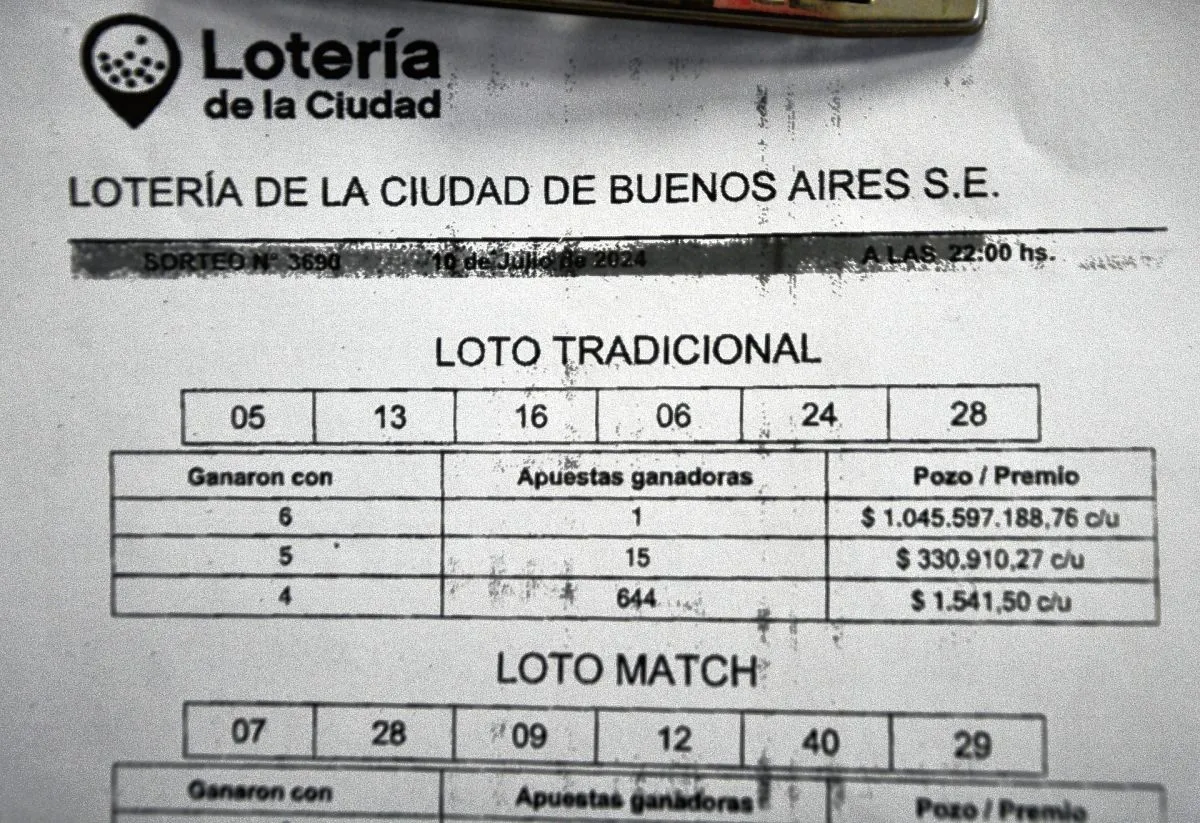 Lotería
de la Ciudad
LOTERÍA DE LA CIUDAD DE BUENOS AIRES S.E.
SORTEO N° 3690 10 de Julio de 2024 A LAS 22:00 hs.
LOTO TRADICIONAL
05 13 16 06 24 28
Ganaron con Apuestas ganadoras Pozo / Premio
6 1 $ 1.045.597.188,76 c/u
5 15 $ 330.910,27 c/u
4 644 $ 1.541,50 c/u
LOTO MATCH
07 28 09 12 40 29
Ganaron con Apuestas ganadoras Pozo / Premio